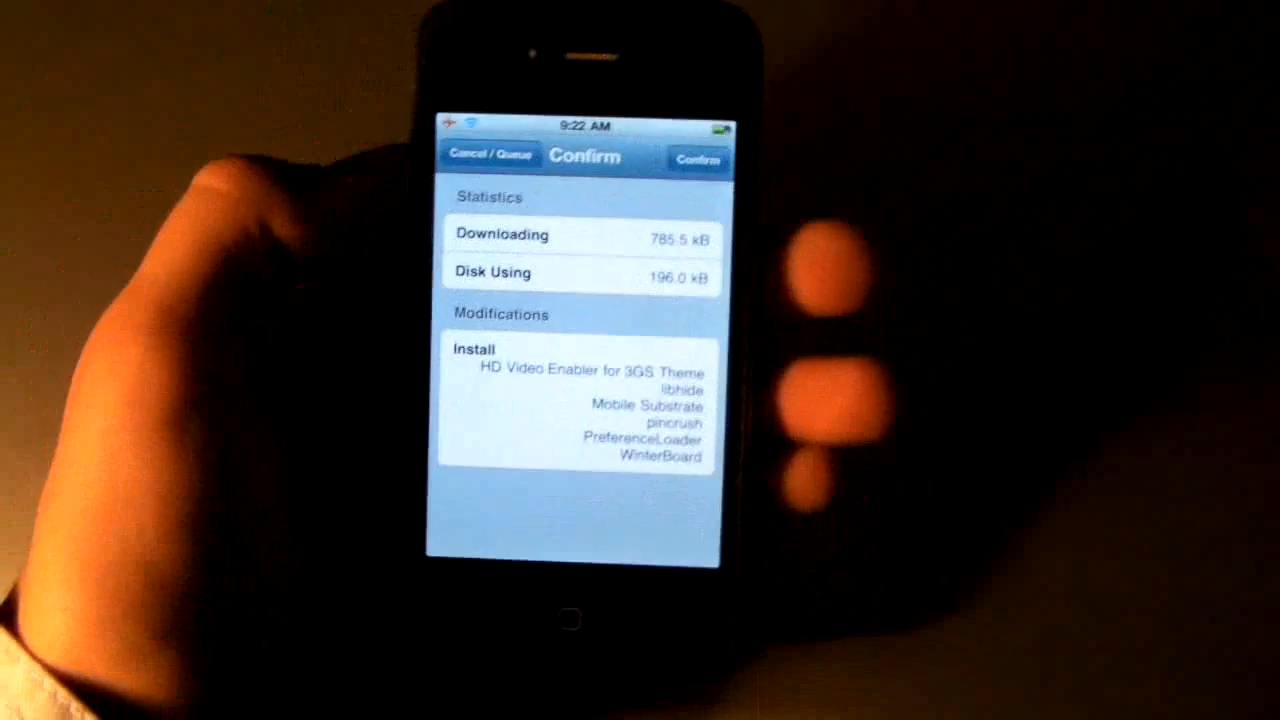 9:22 AM
Cancel / Queue Confirm Confirm
Statistics
Downloading 785.5 kB
Disk Using 196.0 kB
Modifications
Install
HD Video Enabler for 3GS Theme
libhide
Mobile Substrate
pincrush
PreferenceLoader
WinterBoard